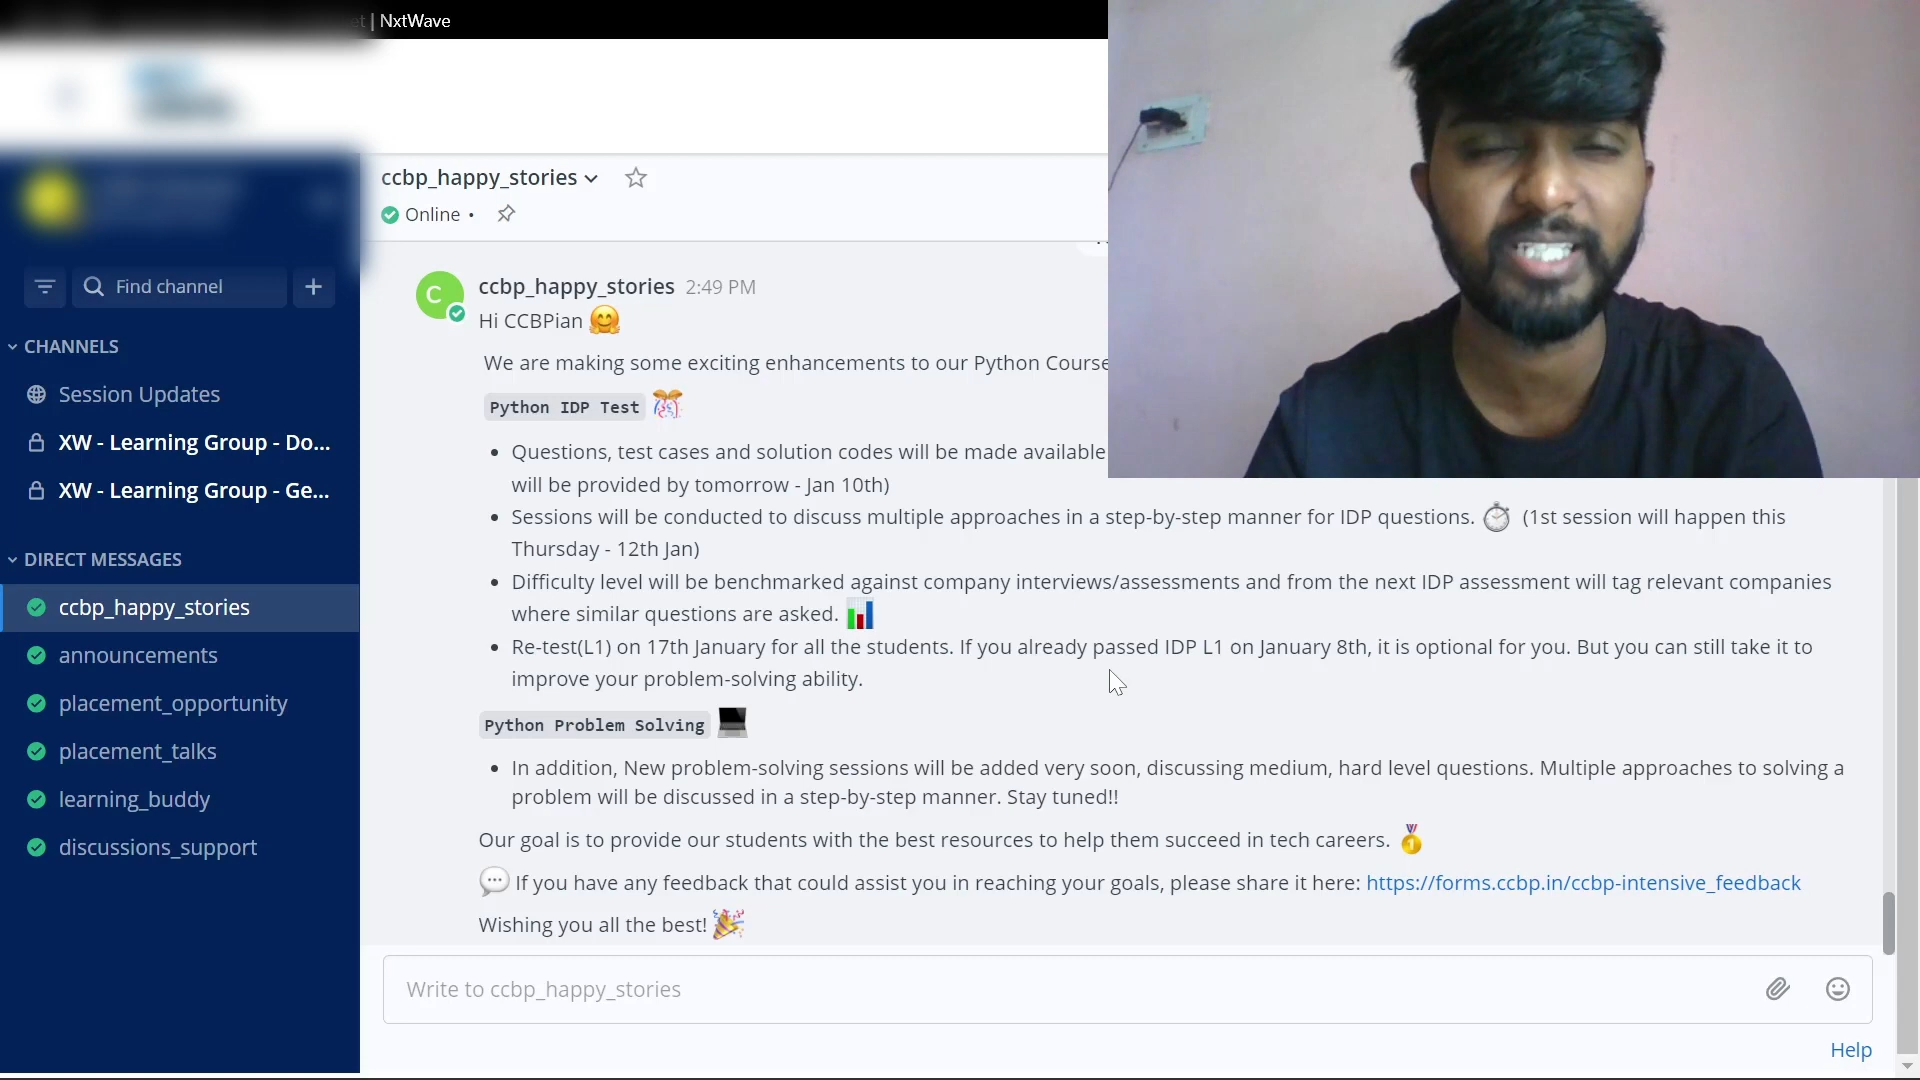 | NxtWave
ccbp_happy_stories
Online •
Find channel
CHANNELS
Session Updates
XW - Learning Group - Do...
XW - Learning Group - Ge...
DIRECT MESSAGES
ccbp_happy_stories
announcements
placement_opportunity
placement_talks
learning_buddy
discussions_support
C
ccbp_happy_stories 2:49 PM
Hi CCBPian 🤗
We are making some exciting enhancements to our Python Course
Python IDP Test 🎊
• Questions, test cases and solution codes will be made available
will be provided by tomorrow - Jan 10th)
• Sessions will be conducted to discuss multiple approaches in a step-by-step manner for IDP questions. ⏱️ (1st session will happen this
Thursday - 12th Jan)
• Difficulty level will be benchmarked against company interviews/assessments and from the next IDP assessment will tag relevant companies
where similar questions are asked. 📊
• Re-test(L1) on 17th January for all the students. If you already passed IDP L1 on January 8th, it is optional for you. But you can still take it to
improve your problem-solving ability.
Python Problem Solving 💻
• In addition, New problem-solving sessions will be added very soon, discussing medium, hard level questions. Multiple approaches to solving a
problem will be discussed in a step-by-step manner. Stay tuned!!
Our goal is to provide our students with the best resources to help them succeed in tech careers. 🏅
💬 If you have any feedback that could assist you in reaching your goals, please share it here: https://forms.ccbp.in/ccbp-intensive_feedback
Wishing you all the best! 🎉
Write to ccbp_happy_stories
Help